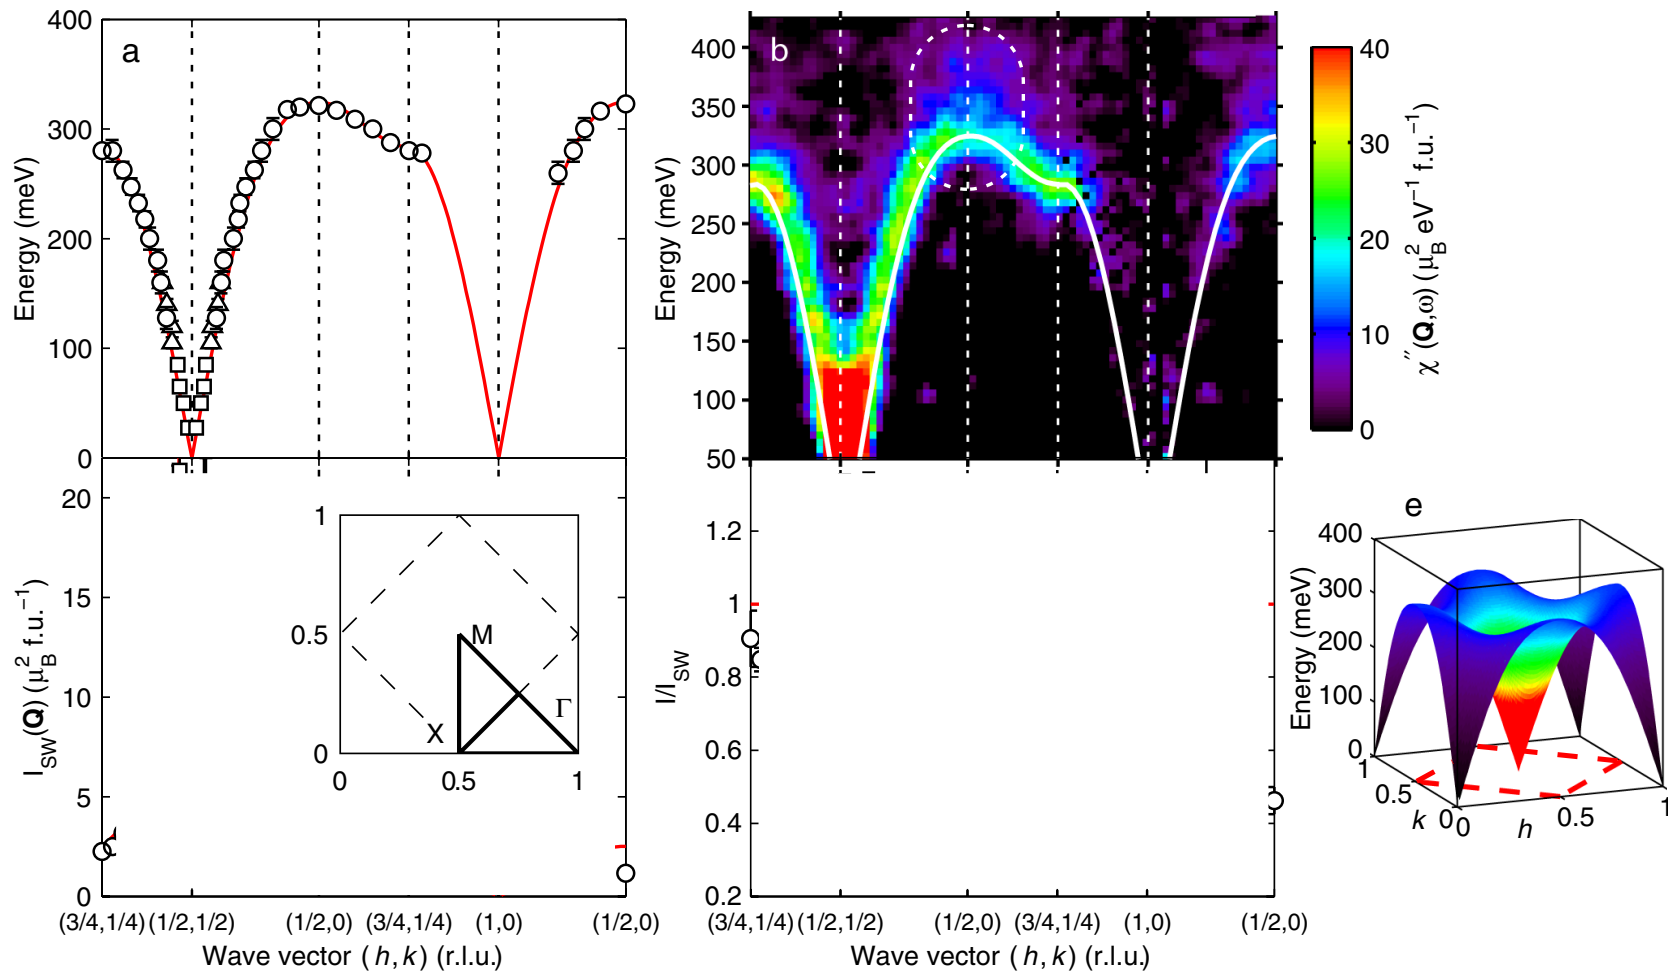 a
400
300
200
100
0
Energy (meV)
b
400
350
300
250
200
150
100
50
Energy (meV)
40
30
20
10
0
χ″(Q,ω) (μ_B^2 eV^−1 f.u.^−1)
20
15
10
5
0
I_SW(Q) (μ_B^2 f.u.^−1)
1
0.5
0
M
Γ
X
0 0.5 1
(3/4,1/4) (1/2,1/2) (1/2,0) (3/4,1/4) (1,0) (1/2,0)
Wave vector (h,k) (r.l.u.)
1.2
1
0.8
0.6
0.4
0.2
I/I_SW
(3/4,1/4) (1/2,1/2) (1/2,0) (3/4,1/4) (1,0) (1/2,0)
Wave vector (h,k) (r.l.u.)
e
400
300
200
100
0
Energy (meV)
1
0.5
0
k
0
0.5
1
h